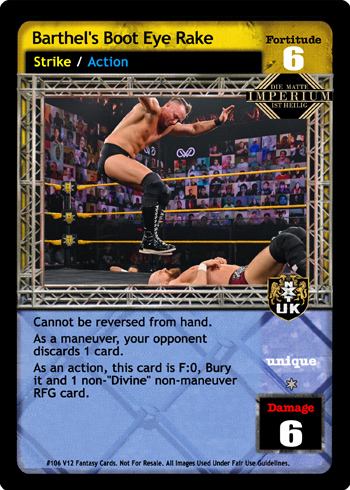 Barthel's Boot Eye Rake
Fortitude
6
Strike / Action
DIE MATTE
IMPERIUM
IST HEILIG
NXT
UK
Cannot be reversed from hand.
As a maneuver, your opponent
discards 1 card.
As an action, this card is F:0, Bury
it and 1 non-"Divine" non-maneuver
RFG card.
unique
Damage
6
#106 V12 Fantasy Cards. Not For Resale. All Images Used Under Fair Use Guidelines.